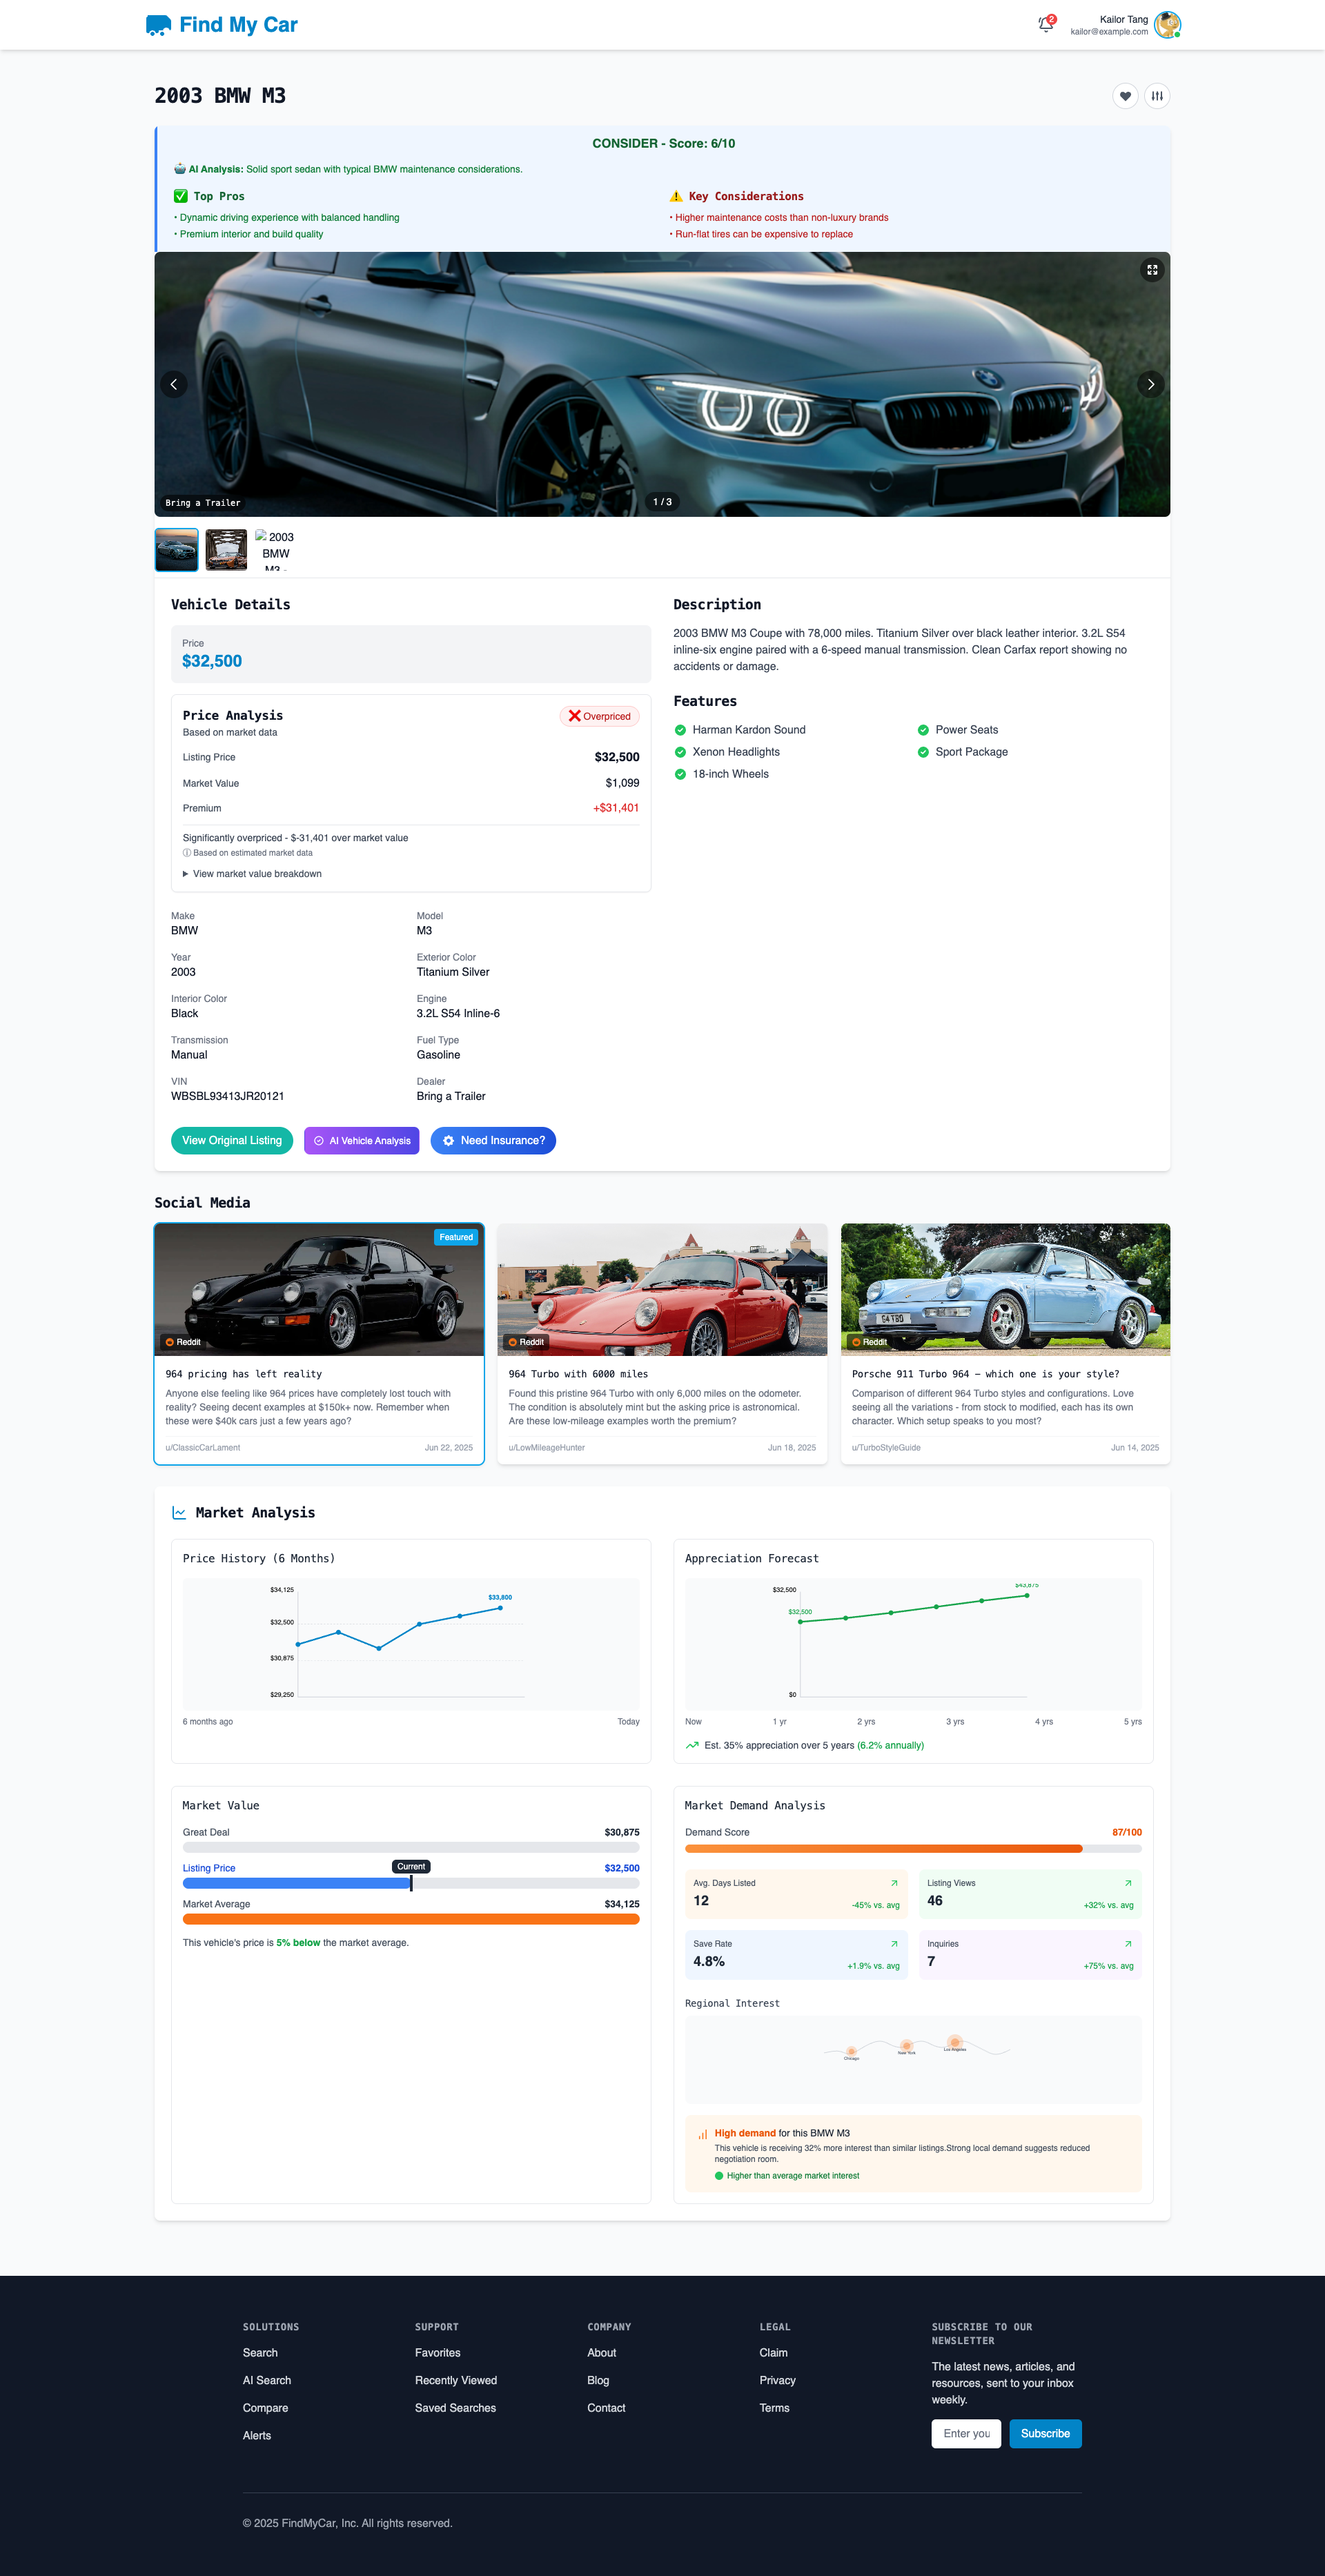 Find My Car
2
Kailor Tang
kailor@example.com
2003 BMW M3
CONSIDER - Score: 6/10
AI Analysis: Solid sport sedan with typical BMW maintenance considerations.
Top Pros
• Dynamic driving experience with balanced handling
• Premium interior and build quality
Key Considerations
• Higher maintenance costs than non-luxury brands
• Run-flat tires can be expensive to replace
Bring a Trailer
1 / 3
2003
BMW
M3 -
Vehicle Details
Price
$32,500
Price Analysis
Based on market data
Overpriced
Listing Price
$32,500
Market Value
$1,099
Premium
+$31,401
Significantly overpriced - $-31,401 over market value
ⓘ Based on estimated market data
View market value breakdown
Make
BMW
Model
M3
Year
2003
Exterior Color
Titanium Silver
Interior Color
Black
Engine
3.2L S54 Inline-6
Transmission
Manual
Fuel Type
Gasoline
VIN
WBSBL93413JR20121
Dealer
Bring a Trailer
View Original Listing
AI Vehicle Analysis
Need Insurance?
Description
2003 BMW M3 Coupe with 78,000 miles. Titanium Silver over black leather interior. 3.2L S54
inline-six engine paired with a 6-speed manual transmission. Clean Carfax report showing no
accidents or damage.
Features
Harman Kardon Sound
Power Seats
Xenon Headlights
Sport Package
18-inch Wheels
Social Media
Featured
Reddit
964 pricing has left reality
Anyone else feeling like 964 prices have completely lost touch with
reality? Seeing decent examples at $150k+ now. Remember when
these were $40k cars just a few years ago?
u/ClassicCarLament
Jun 22, 2025
Reddit
964 Turbo with 6000 miles
Found this pristine 964 Turbo with only 6,000 miles on the odometer.
The condition is absolutely mint but the asking price is astronomical.
Are these low-mileage examples worth the premium?
u/LowMileageHunter
Jun 18, 2025
Reddit
Porsche 911 Turbo 964 – which one is your style?
Comparison of different 964 Turbo styles and configurations. Love
seeing all the variations - from stock to modified, each has its own
character. Which setup speaks to you most?
u/TurboStyleGuide
Jun 14, 2025
Market Analysis
Price History (6 Months)
$34,125
$32,500
$30,875
$29,250
$33,800
6 months ago
Today
Appreciation Forecast
$32,500
$0
$32,500
$43,875
Now
1 yr
2 yrs
3 yrs
4 yrs
5 yrs
Est. 35% appreciation over 5 years (6.2% annually)
Market Value
Great Deal
$30,875
Listing Price
Current
$32,500
Market Average
$34,125
This vehicle's price is 5% below the market average.
Market Demand Analysis
Demand Score
87/100
Avg. Days Listed
12
-45% vs. avg
Listing Views
46
+32% vs. avg
Save Rate
4.8%
+1.9% vs. avg
Inquiries
7
+75% vs. avg
Regional Interest
Chicago
New York
Los Angeles
High demand for this BMW M3
This vehicle is receiving 32% more interest than similar listings.Strong local demand suggests reduced
negotiation room.
Higher than average market interest
SOLUTIONS
Search
AI Search
Compare
Alerts
SUPPORT
Favorites
Recently Viewed
Saved Searches
COMPANY
About
Blog
Contact
LEGAL
Claim
Privacy
Terms
SUBSCRIBE TO OUR
NEWSLETTER
The latest news, articles, and
resources, sent to your inbox
weekly.
Enter you
Subscribe
© 2025 FindMyCar, Inc. All rights reserved.